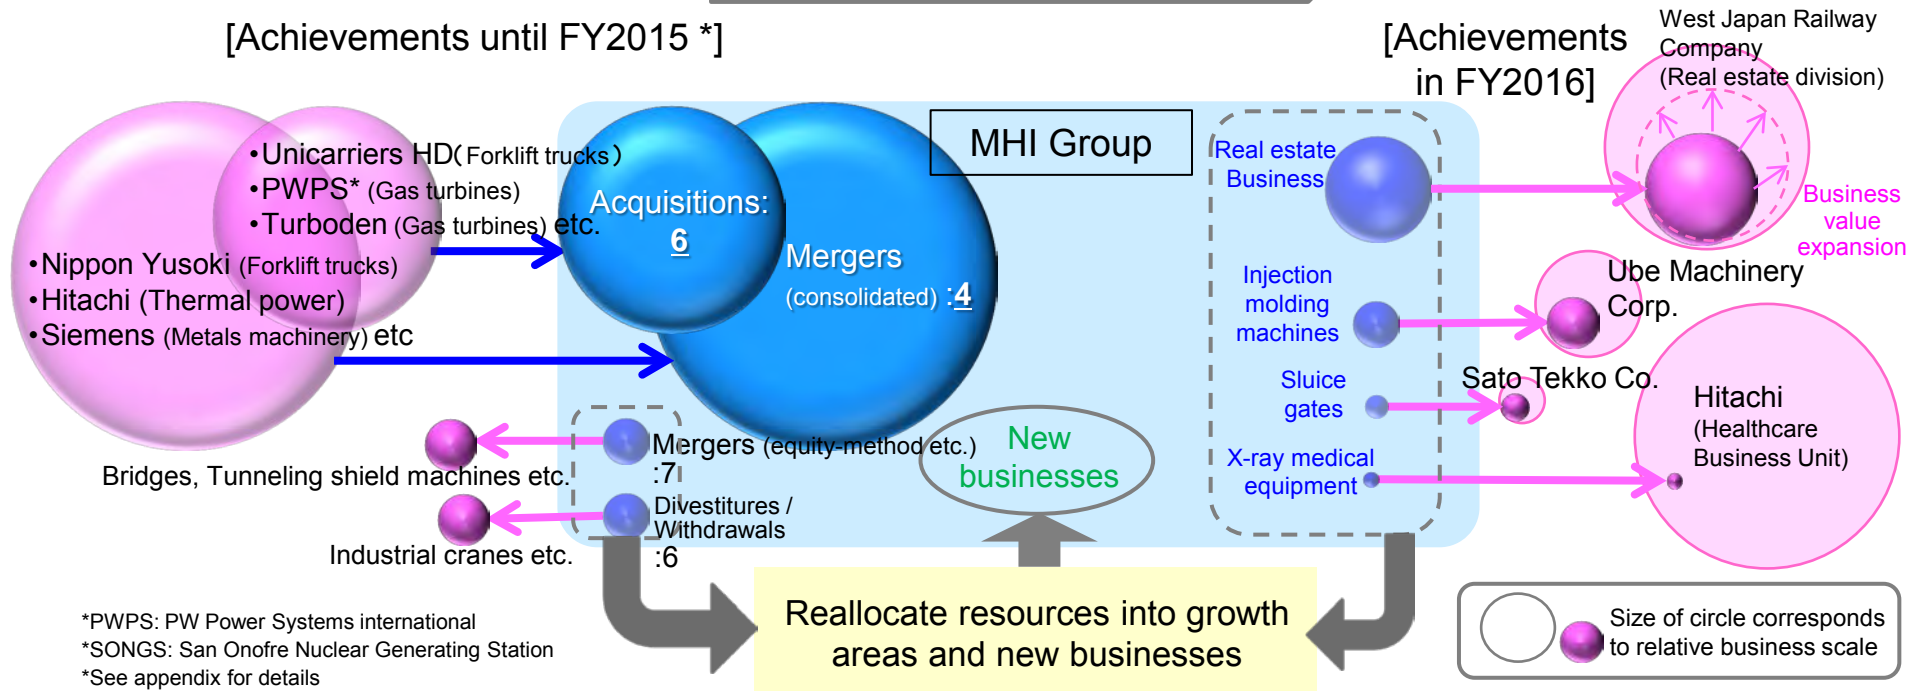 [Achievements until FY2015 *]
[Achievements
in FY2016]
West Japan Railway
Company
(Real estate division)
•Unicarriers HD(Forklift trucks)
•PWPS* (Gas turbines)
•Turboden (Gas turbines) etc.
•Nippon Yusoki (Forklift trucks)
•Hitachi (Thermal power)
•Siemens (Metals machinery) etc
Acquisitions:
6
Mergers
(consolidated) :4
MHI Group
Real estate
Business
Business
value
expansion
Injection
molding
machines
Ube Machinery
Corp.
Sluice
gates
Sato Tekko Co.
X-ray medical
equipment
Hitachi
(Healthcare
Business Unit)
Mergers (equity-method etc.)
:7
Bridges, Tunneling shield machines etc.
Divestitures /
Withdrawals
:6
Industrial cranes etc.
New
businesses
Reallocate resources into growth
areas and new businesses
*PWPS: PW Power Systems international
*SONGS: San Onofre Nuclear Generating Station
*See appendix for details
Size of circle corresponds
to relative business scale